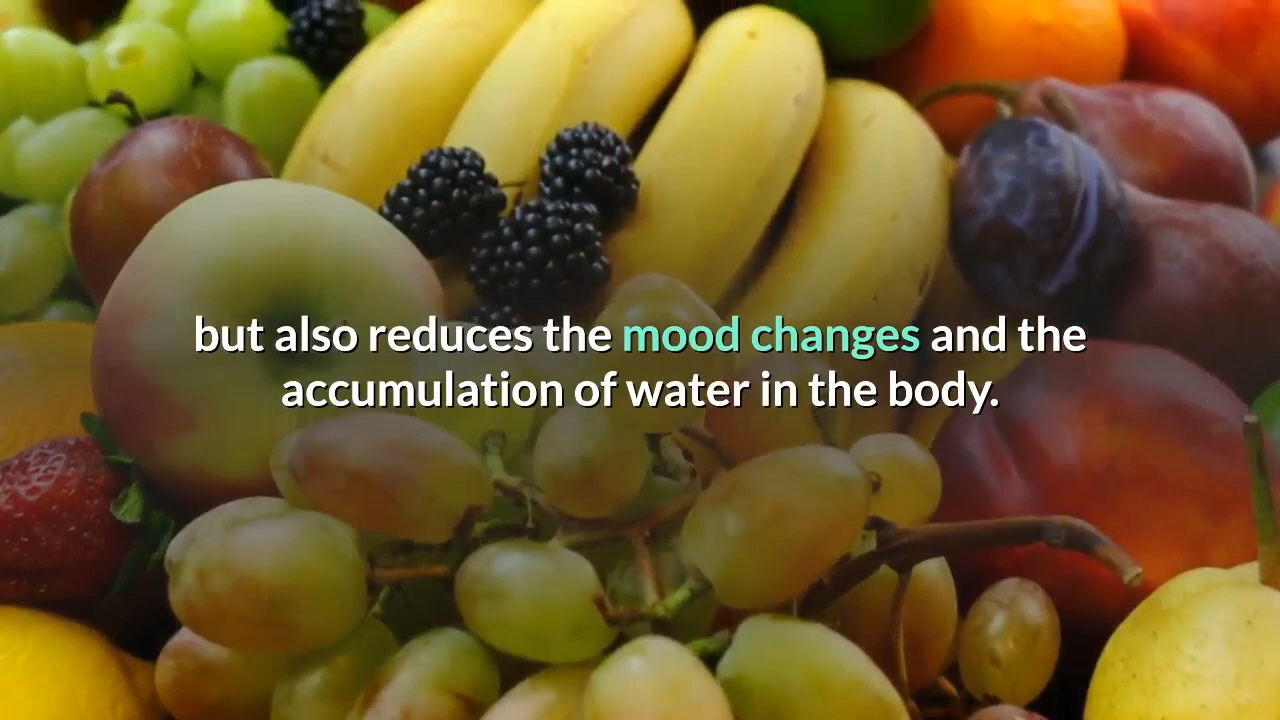 but also reduces the mood changes and the
accumulation of water in the body.